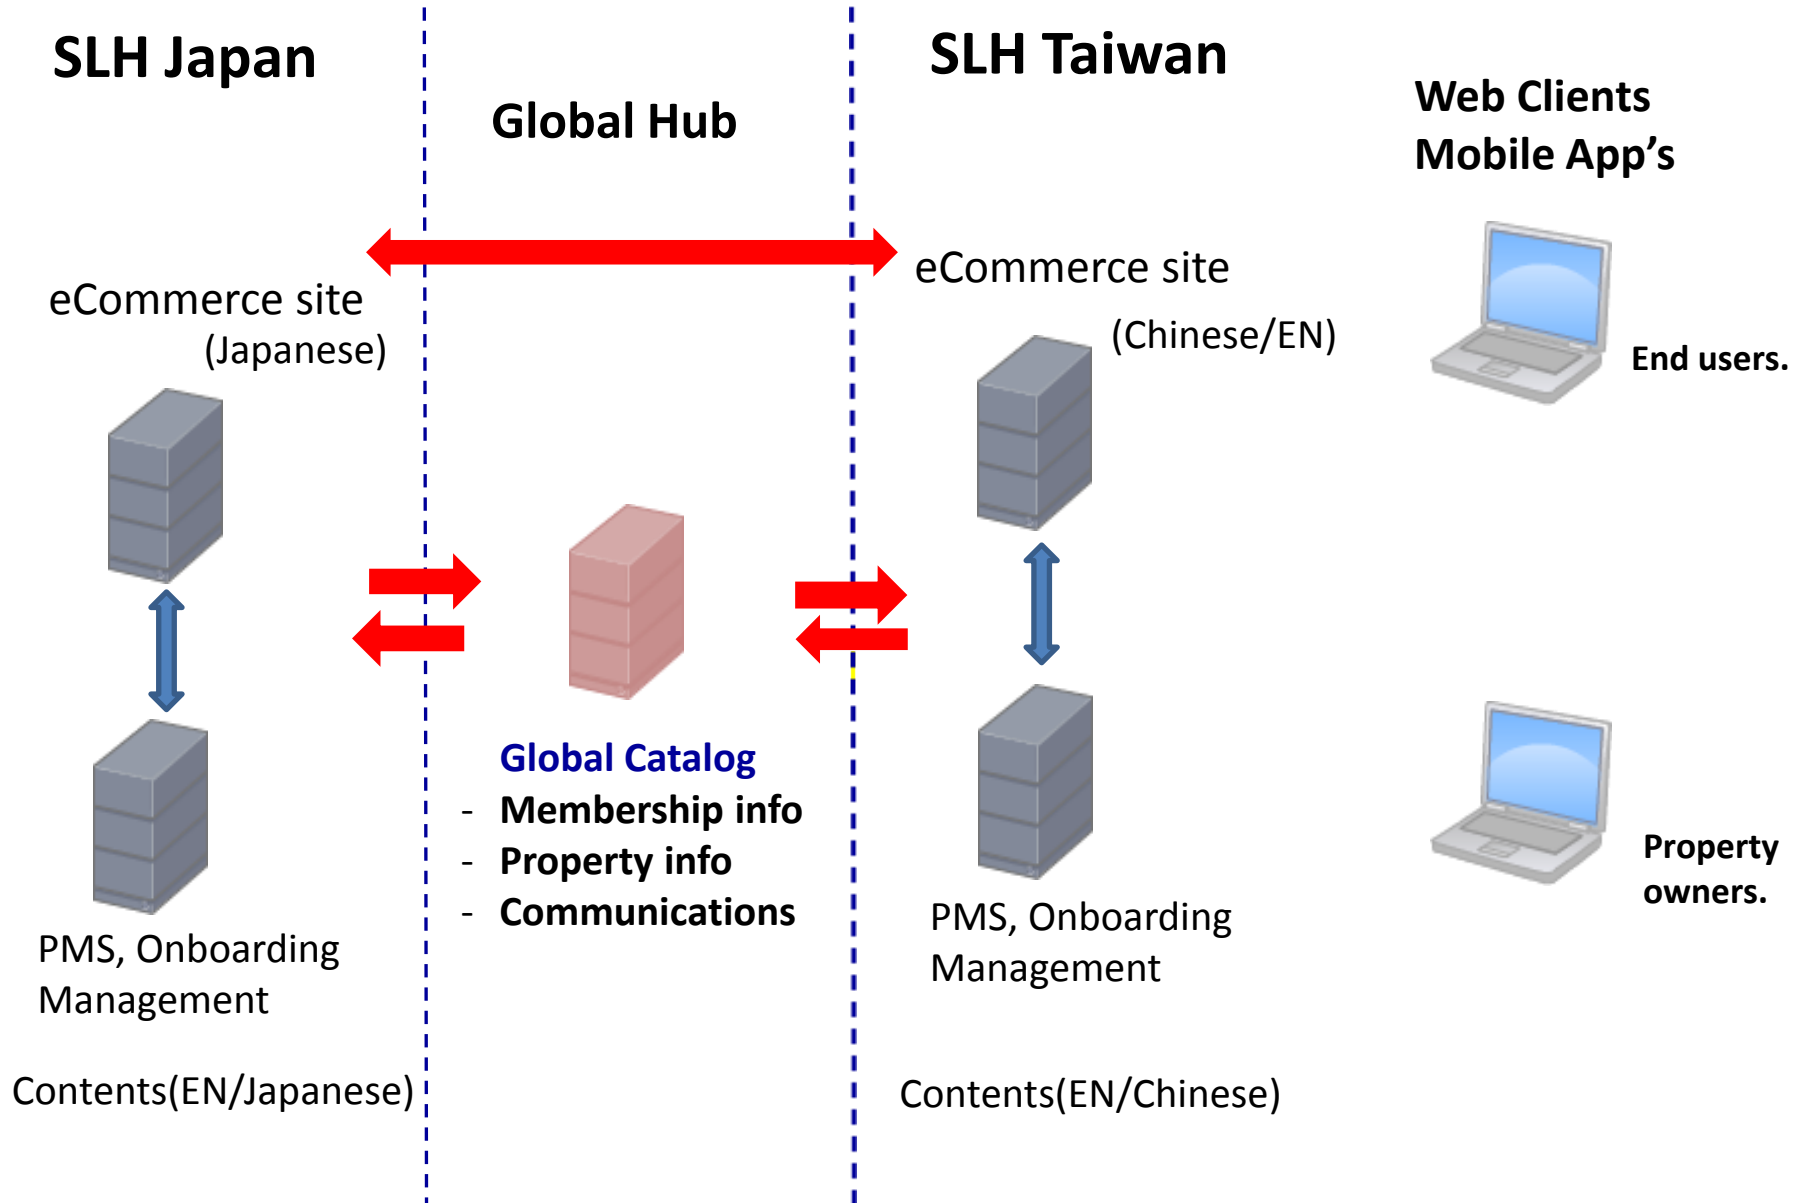 SLH Japan
eCommerce site
(Japanese)
PMS, Onboarding
Management
Contents(EN/Japanese)
Global Hub
Global Catalog
- Membership info
- Property info
- Communications
SLH Taiwan
eCommerce site
(Chinese/EN)
PMS, Onboarding
Management
Contents(EN/Chinese)
Web Clients
Mobile App’s
End users.
Property
owners.